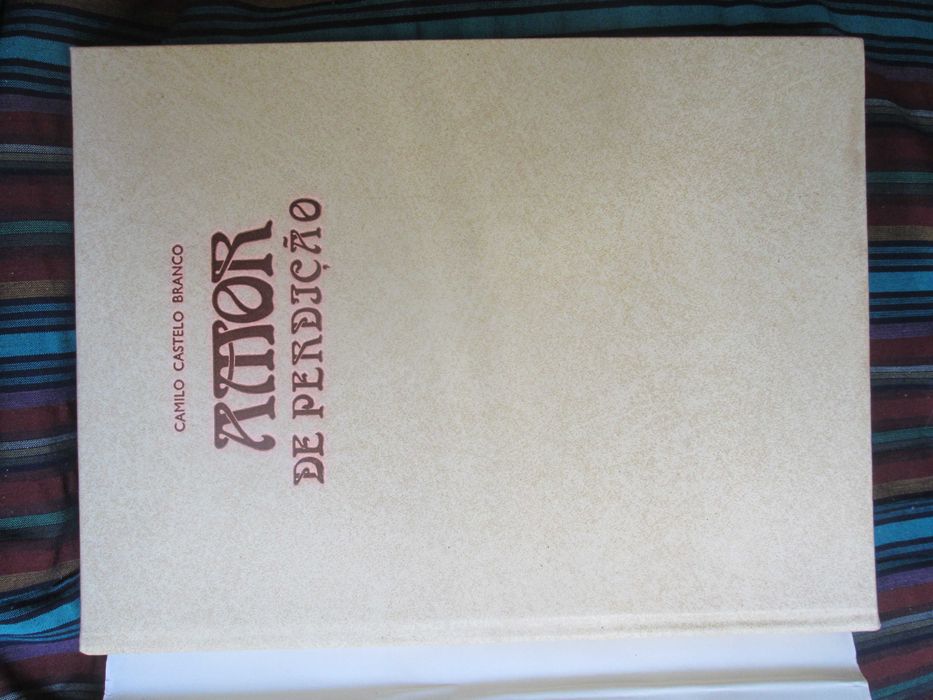 CAMILO CASTELO BRANCO
AMOR
DE PERDIÇÃO